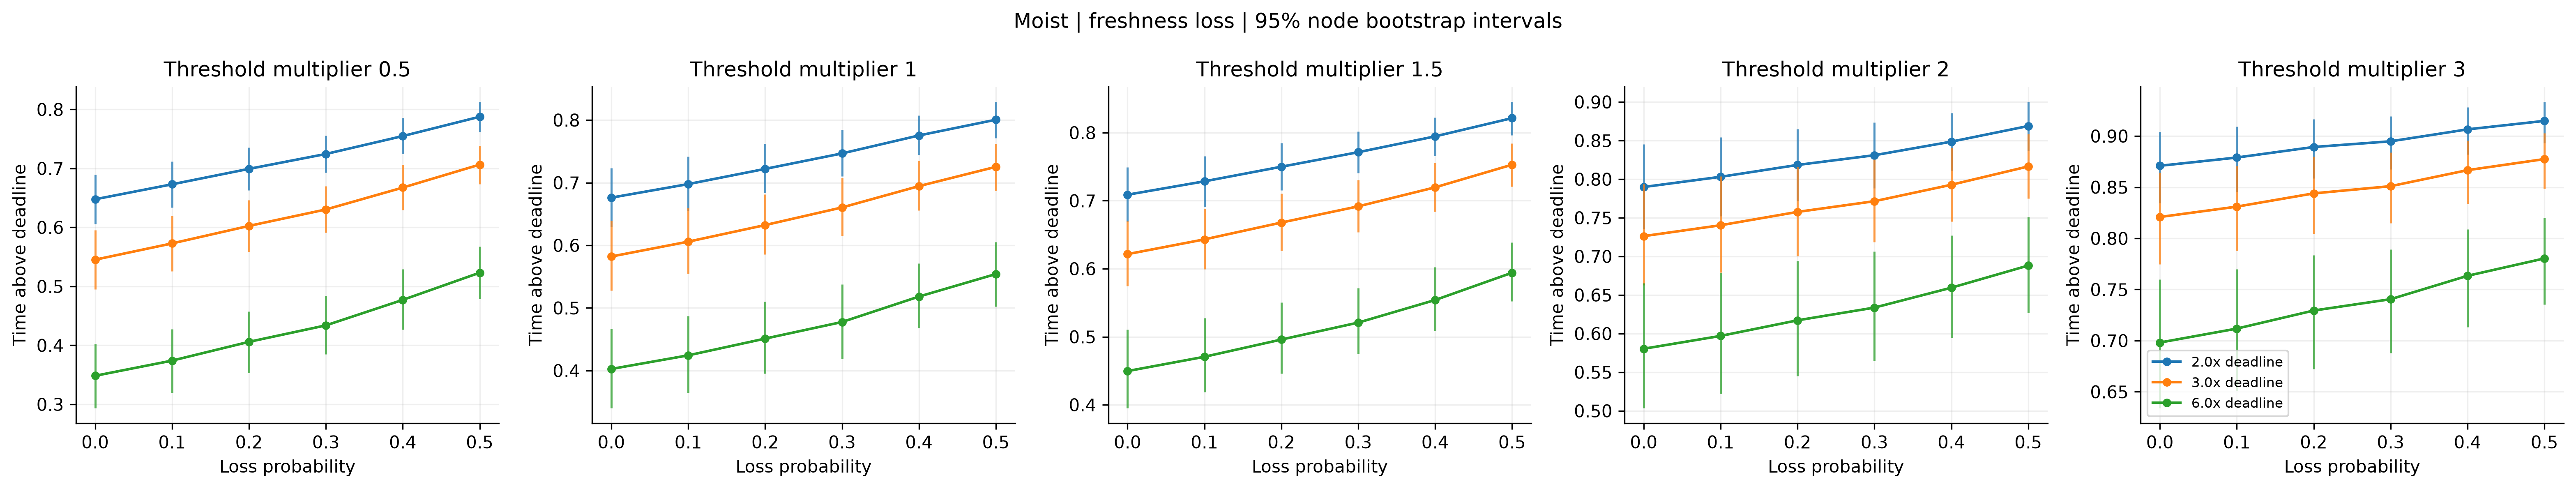 Moist | freshness loss | 95% node bootstrap intervals
Threshold multiplier 0.5
Time above deadline
0.8
0.7
0.6
0.5
0.4
0.3
0.0 0.1 0.2 0.3 0.4 0.5
Loss probability
Threshold multiplier 1
Time above deadline
0.8
0.7
0.6
0.5
0.4
0.0 0.1 0.2 0.3 0.4 0.5
Loss probability
Threshold multiplier 1.5
Time above deadline
0.8
0.7
0.6
0.5
0.4
0.0 0.1 0.2 0.3 0.4 0.5
Loss probability
Threshold multiplier 2
Time above deadline
0.90
0.85
0.80
0.75
0.70
0.65
0.60
0.55
0.50
0.0 0.1 0.2 0.3 0.4 0.5
Loss probability
Threshold multiplier 3
Time above deadline
0.90
0.85
0.80
0.75
0.70
0.65
2.0x deadline
3.0x deadline
6.0x deadline
0.0 0.1 0.2 0.3 0.4 0.5
Loss probability